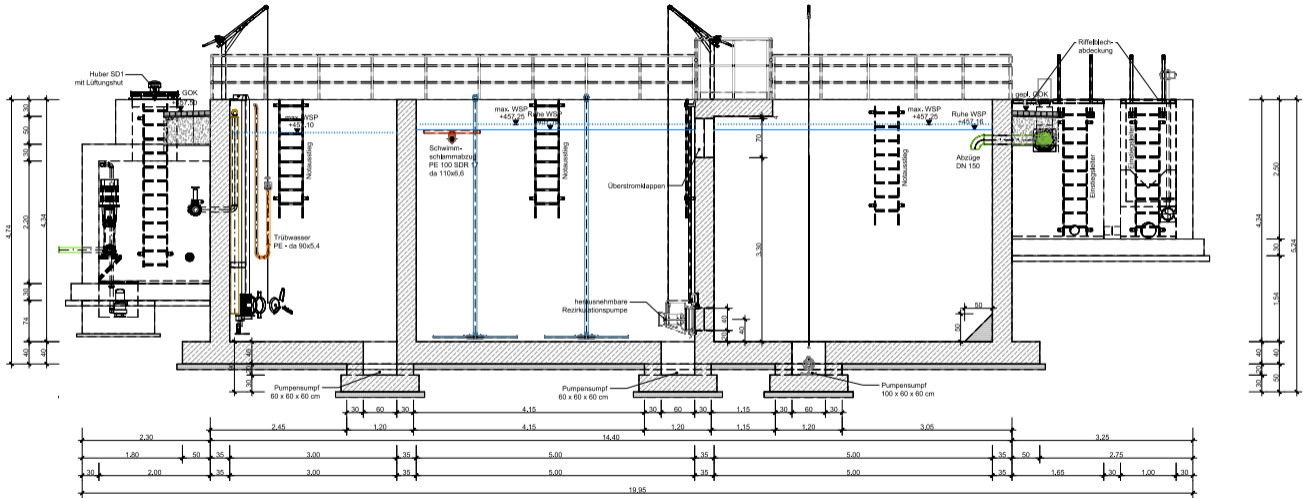 Huber SD1
mit Lüftungshut
GOK
max. WSP
Notausstieg
Trübwasser
PE - da 90x5,4
Schwimm-
schlammabzug
PE 100 SDR 17
da 110x6,6
max. WSP
+457,25
Ruhe WSP
Notausstieg
Überstromklappen
herausnehmbare
Rezirkulationspumpe
Notausstieg
max. WSP
+457,25
Ruhe WSP
+457,16
Abzüge
DN 150
gepl. GOK
Riffelblech-
abdeckung
Einstiegsleiter
Einstiegsleiter
Pumpensumpf
60 x 60 x 60 cm
Pumpensumpf
60 x 60 x 60 cm
Pumpensumpf
100 x 60 x 60 cm
4,74
30
50
30
2,20
30
74
40
4,34
40
70
3,30
40
20
40
50
50
4,34
40
20
30
2,50
30
1,54
40
50
5,24
30
60
30
4,15
30
60
30
1,15
30
60
30
2,45
1,20
4,15
1,20
1,15
1,20
3,05
2,30
14,40
3,25
1,80
50
35
3,00
35
5,00
35
5,00
35
50
2,75
30
2,00
35
3,00
35
5,00
35
5,00
35
1,65
30
1,00
30
19,95